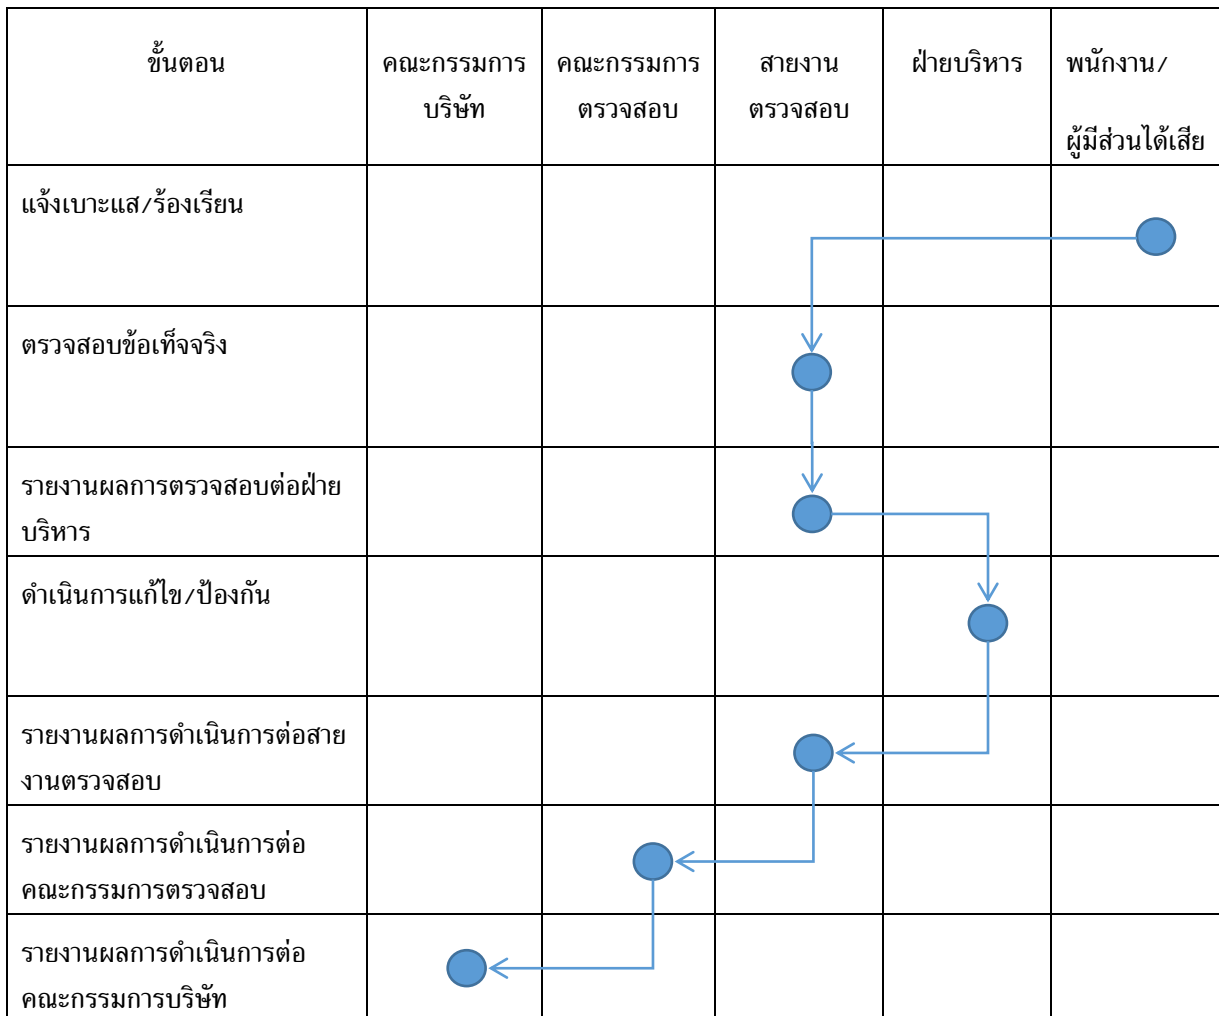 ขั้นตอน
คณะกรรมการ
บริษัท
คณะกรรมการ
ตรวจสอบ
สายงาน
ตรวจสอบ
ฝ่ายบริหาร
พนักงาน/
ผู้มีส่วนได้เสีย
แจ้งเบาะแส/ร้องเรียน
ตรวจสอบข้อเท็จจริง
รายงานผลการตรวจสอบต่อฝ่าย
บริหาร
ดำเนินการแก้ไข/ป้องกัน
รายงานผลการดำเนินการต่อสาย
งานตรวจสอบ
รายงานผลการดำเนินการต่อ
คณะกรรมการตรวจสอบ
รายงานผลการดำเนินการต่อ
คณะกรรมการบริษัท